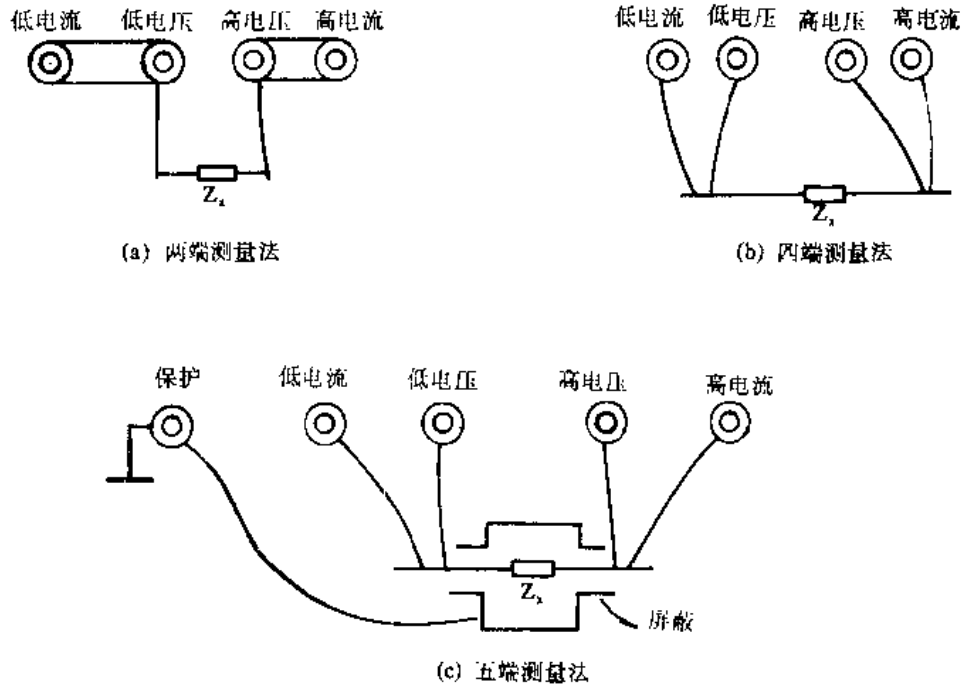 低电流 低电压 高电压 高电流
Zx
(a) 两端测量法
低电流 低电压 高电压 高电流
Zx
(b) 四端测量法
保护 低电流 低电压 高电压 高电流
Zx
屏蔽
(c) 五端测量法